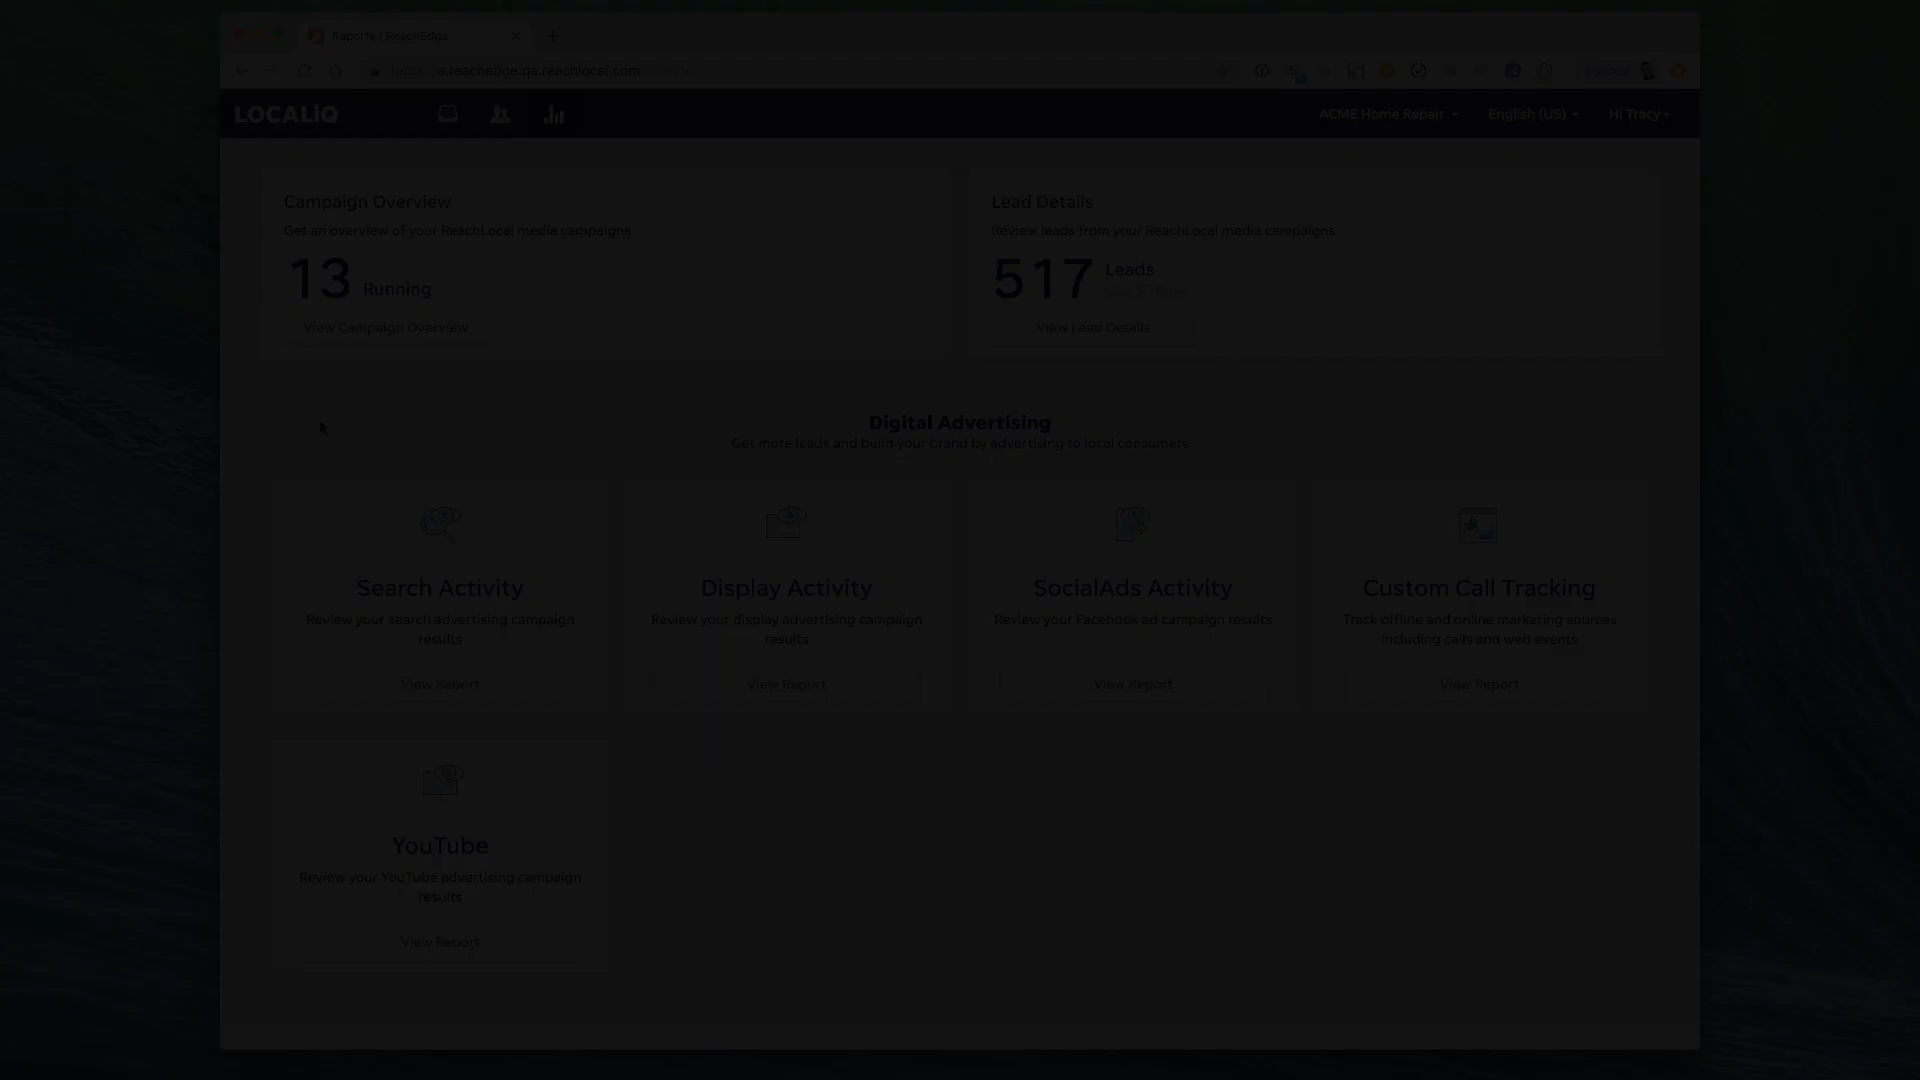 Reports | ReachEdge
a.reachedge.qa.reachlocal.com
LOCALiQ
ACME Home Repair
English (US)
Hi Tracy
Campaign Overview
Get an overview of your ReachLocal media campaigns
13 Running
View Campaign Overview
Lead Details
Review leads from your ReachLocal media campaigns
517 Leads
Last 30 Days
View Lead Details
Digital Advertising
Get more leads and build your brand by advertising to local consumers
Search Activity
Review your search advertising campaign
results
View Report
Display Activity
Review your display advertising campaign
results
View Report
SocialAds Activity
Review your Facebook ad campaign results
View Report
Custom Call Tracking
Track offline and online marketing sources
including calls and web events
View Report
YouTube
Review your YouTube advertising campaign
results
View Report